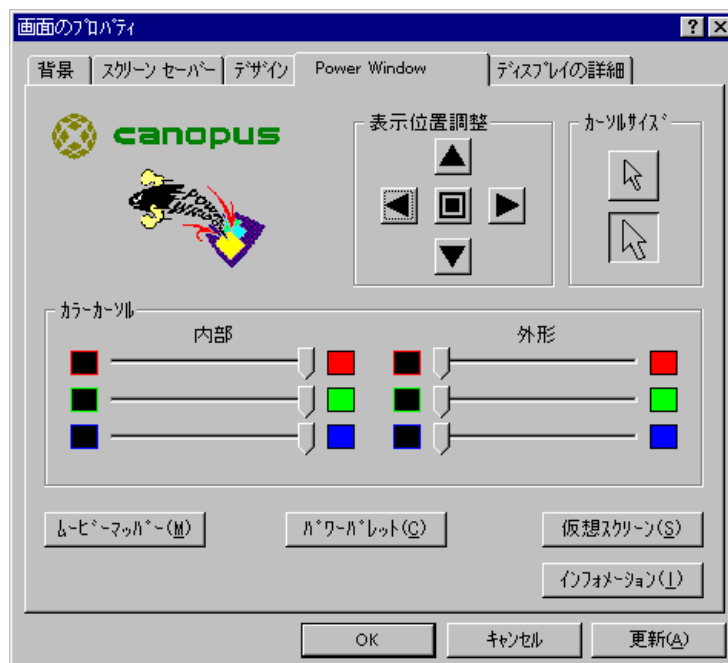 画面のﾌﾟﾛﾊﾟﾃｨ
背景 ｽｸﾘｰﾝ ｾｰﾊﾞｰ ﾃﾞｻﾞｲﾝ Power Window ﾃﾞｨｽﾌﾟﾚｲの詳細
canopus
POWER WINDOW
表示位置調整
ｶｰｿﾙｻｲｽﾞ
ｶﾗｰｶｰｿﾙ
内部 外形
ﾑｰﾋﾞｰﾏｯﾊﾟｰ(M) ﾊﾟﾜｰﾊﾟﾚｯﾄ(C) 仮想ｽｸﾘｰﾝ(S)
ｲﾝﾌｫﾒｰｼｮﾝ(I)
OK ｷｬﾝｾﾙ 更新(A)